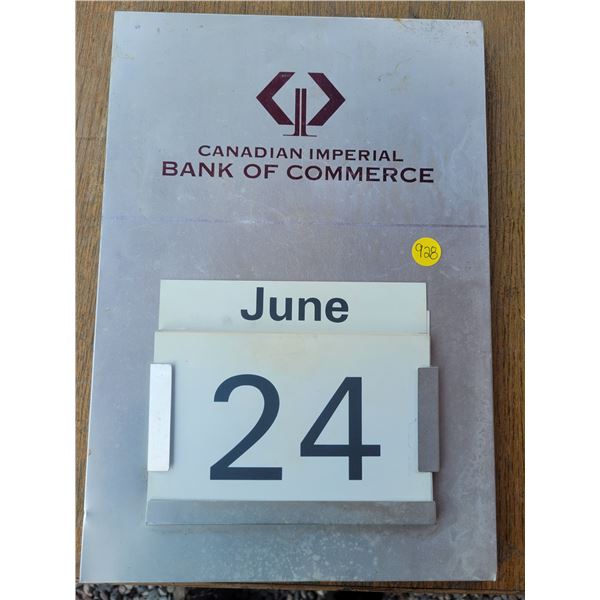 CANADIAN IMPERIAL
BANK OF COMMERCE
928
June
24